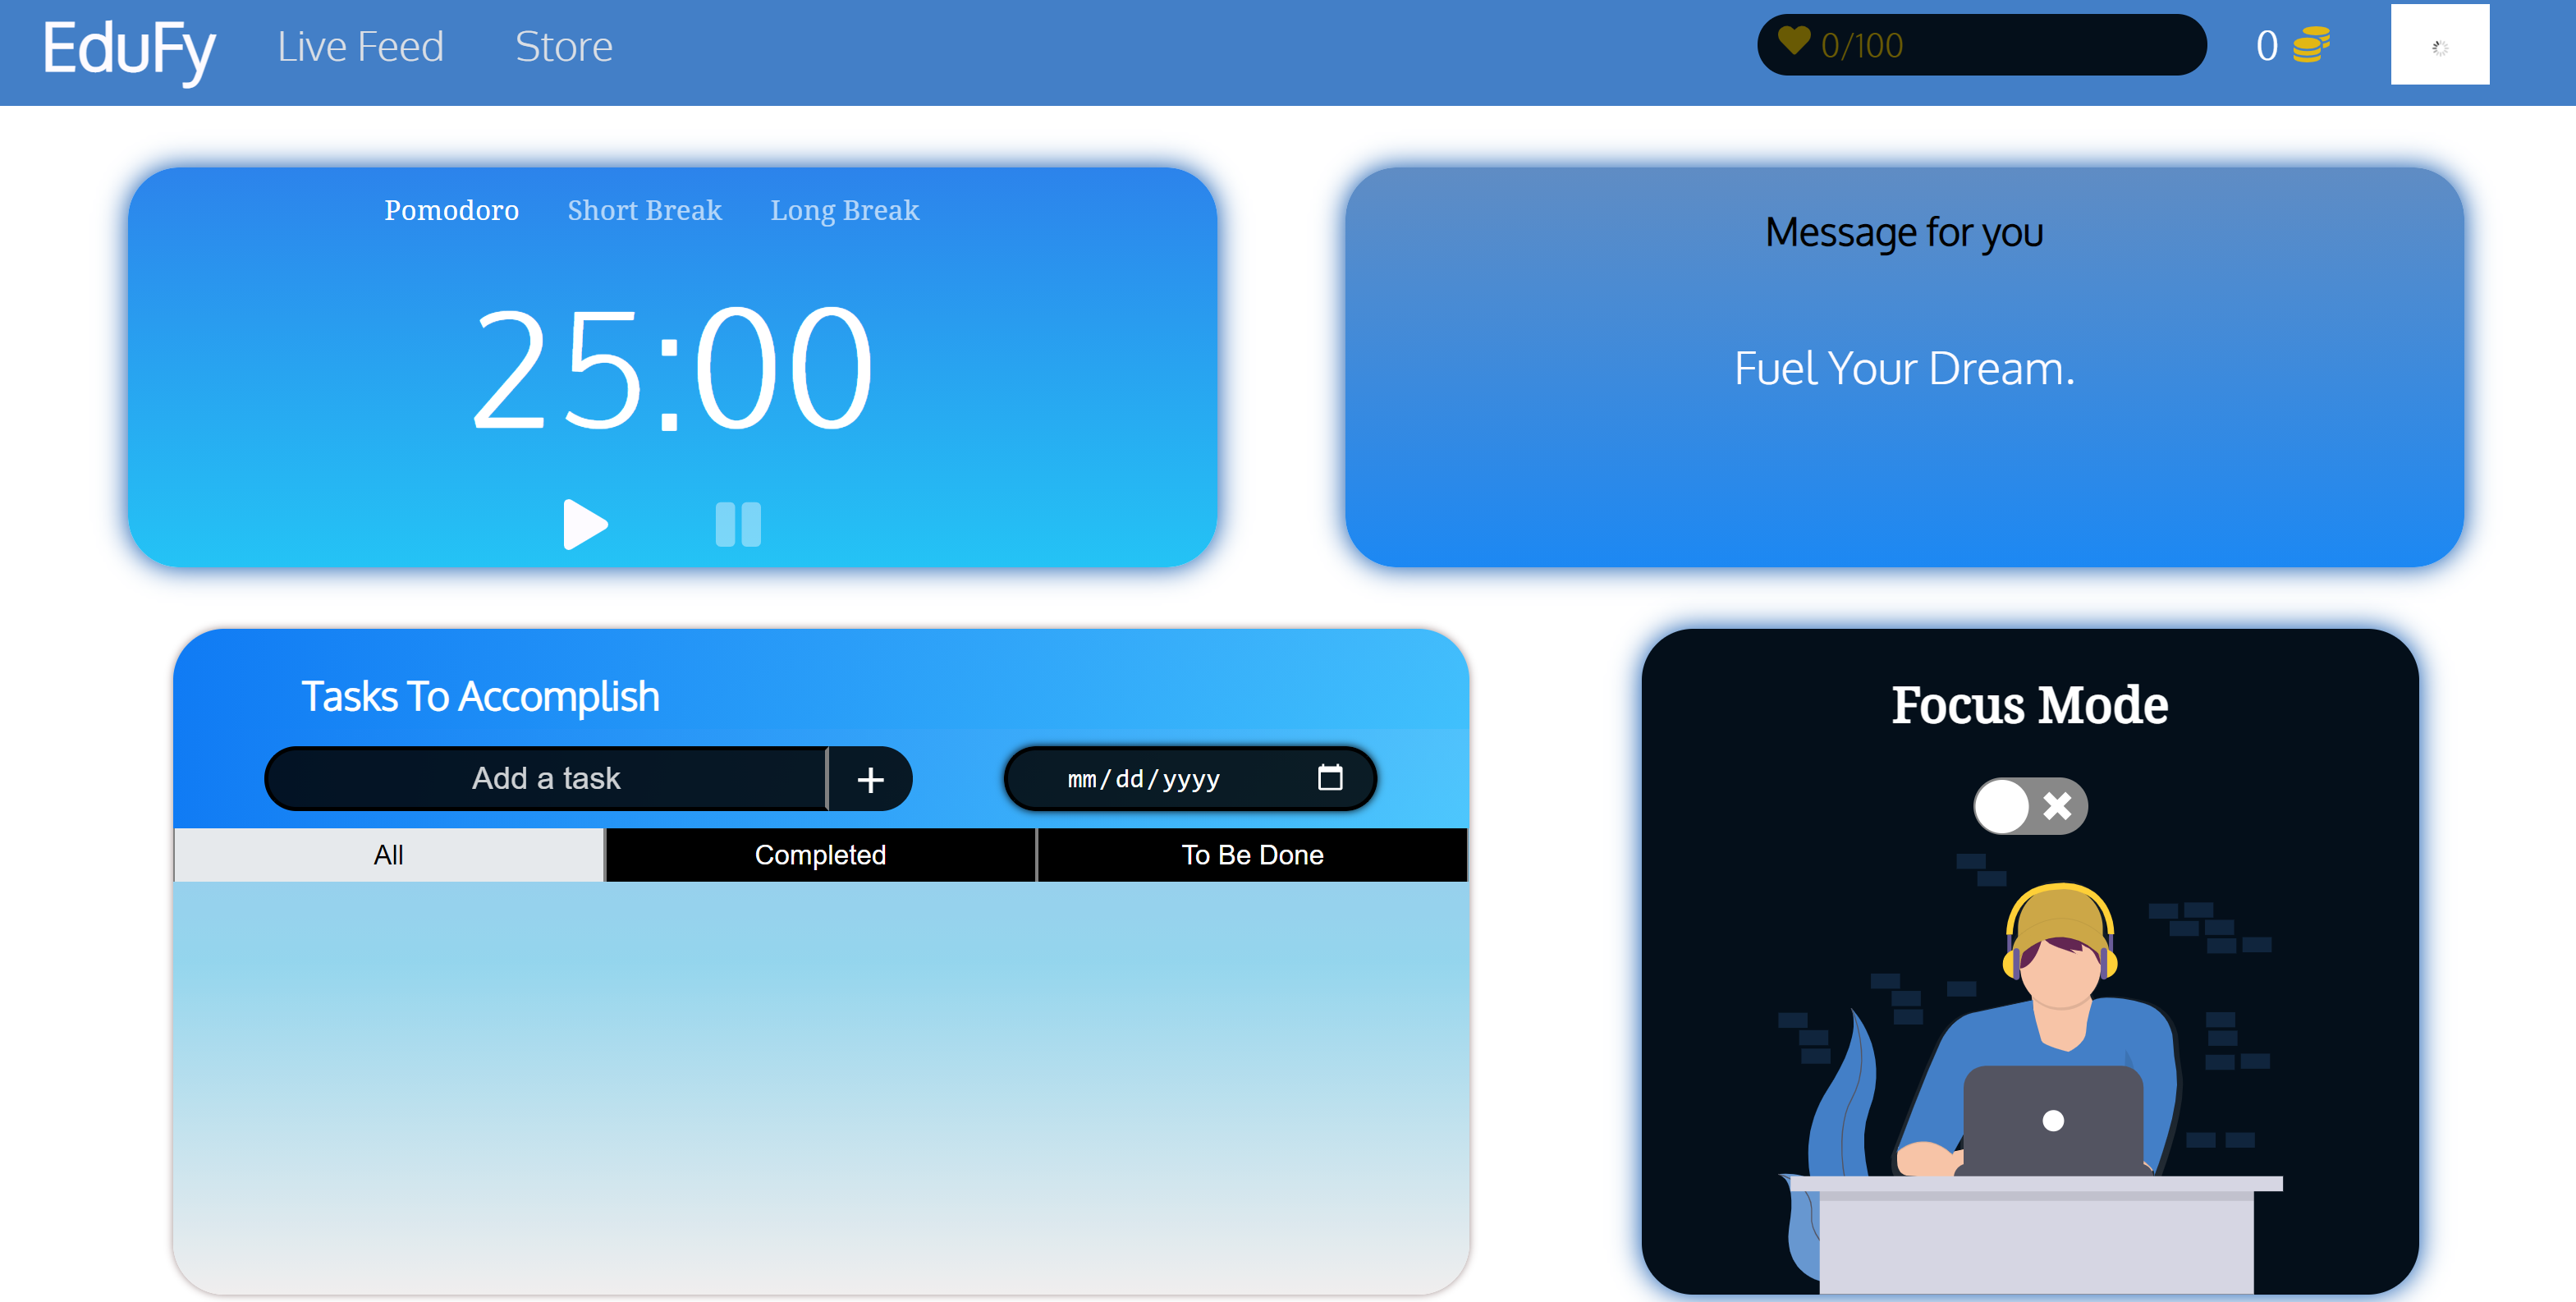 EduFy Live Feed Store 0/100 0
Pomodoro Short Break Long Break
25:00
Message for you
Fuel Your Dream.
Tasks To Accomplish
Add a task + mm/dd/yyyy
All Completed To Be Done
Focus Mode